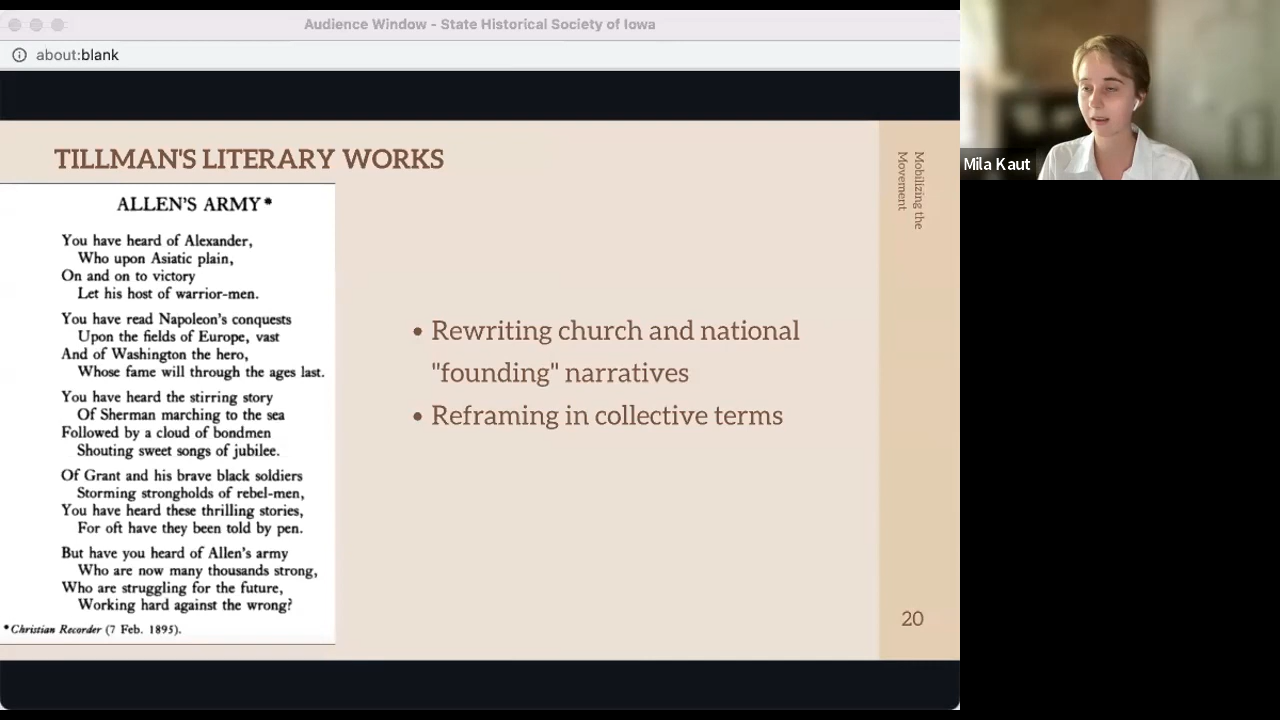 Audience Window - State Historical Society of Iowa
about:blank
TILLMAN'S LITERARY WORKS
ALLEN'S ARMY*
You have heard of Alexander,
Who upon Asiatic plain,
On and on to victory
Let his host of warrior-men.
You have read Napoleon's conquests
Upon the fields of Europe, vast
And of Washington the hero,
Whose fame will through the ages last.
You have heard the stirring story
Of Sherman marching to the sea
Followed by a cloud of bondmen
Shouting sweet songs of jubilee.
Of Grant and his brave black soldiers
Storming strongholds of rebel-men,
You have heard these thrilling stories,
For oft have they been told by pen.
But have you heard of Allen's army
Who are now many thousands strong,
Who are struggling for the future,
Working hard against the wrong?
*Christian Recorder (7 Feb. 1895).
• Rewriting church and national
"founding" narratives
• Reframing in collective terms
Mobilizing the
Movement
20
Mila Kaut